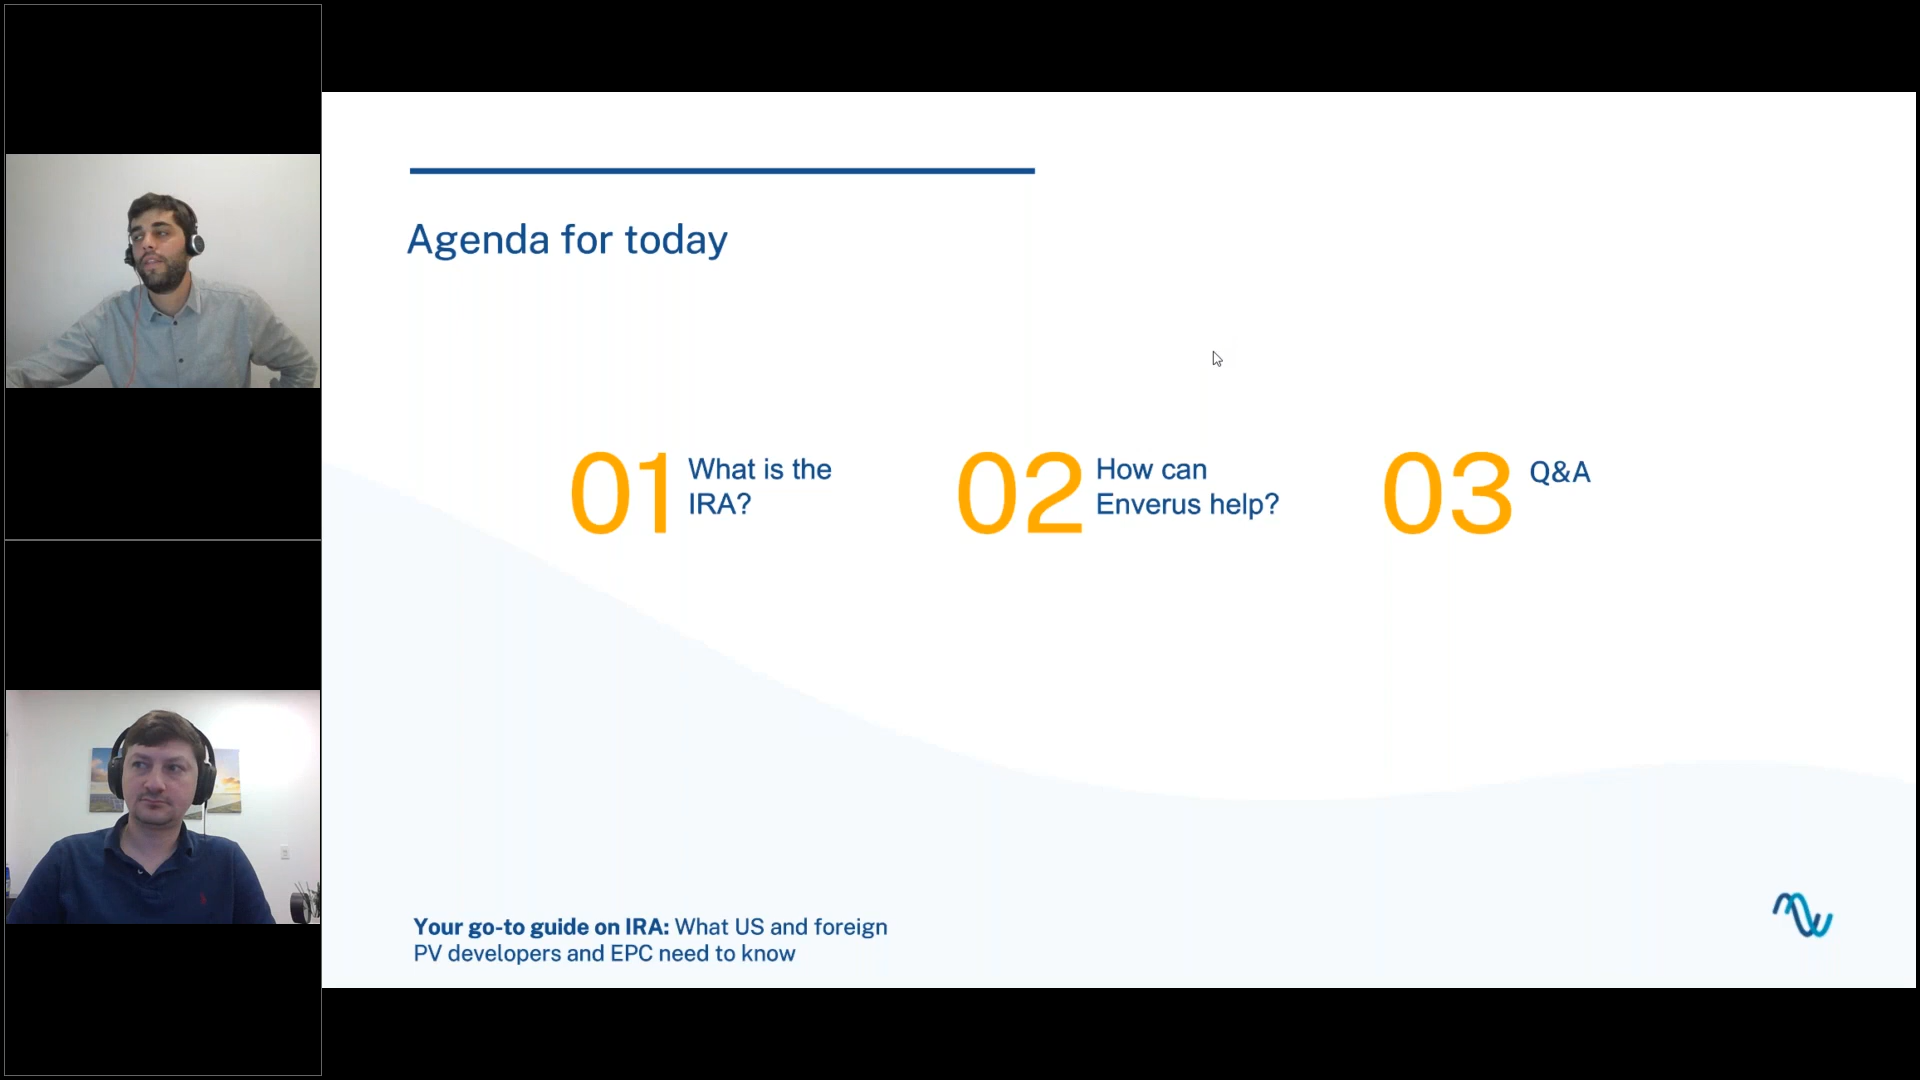 Agenda for today
01
What is the
IRA?
02
How can
Enverus help?
03
Q&A
Your go-to guide on IRA: What US and foreign
PV developers and EPC need to know